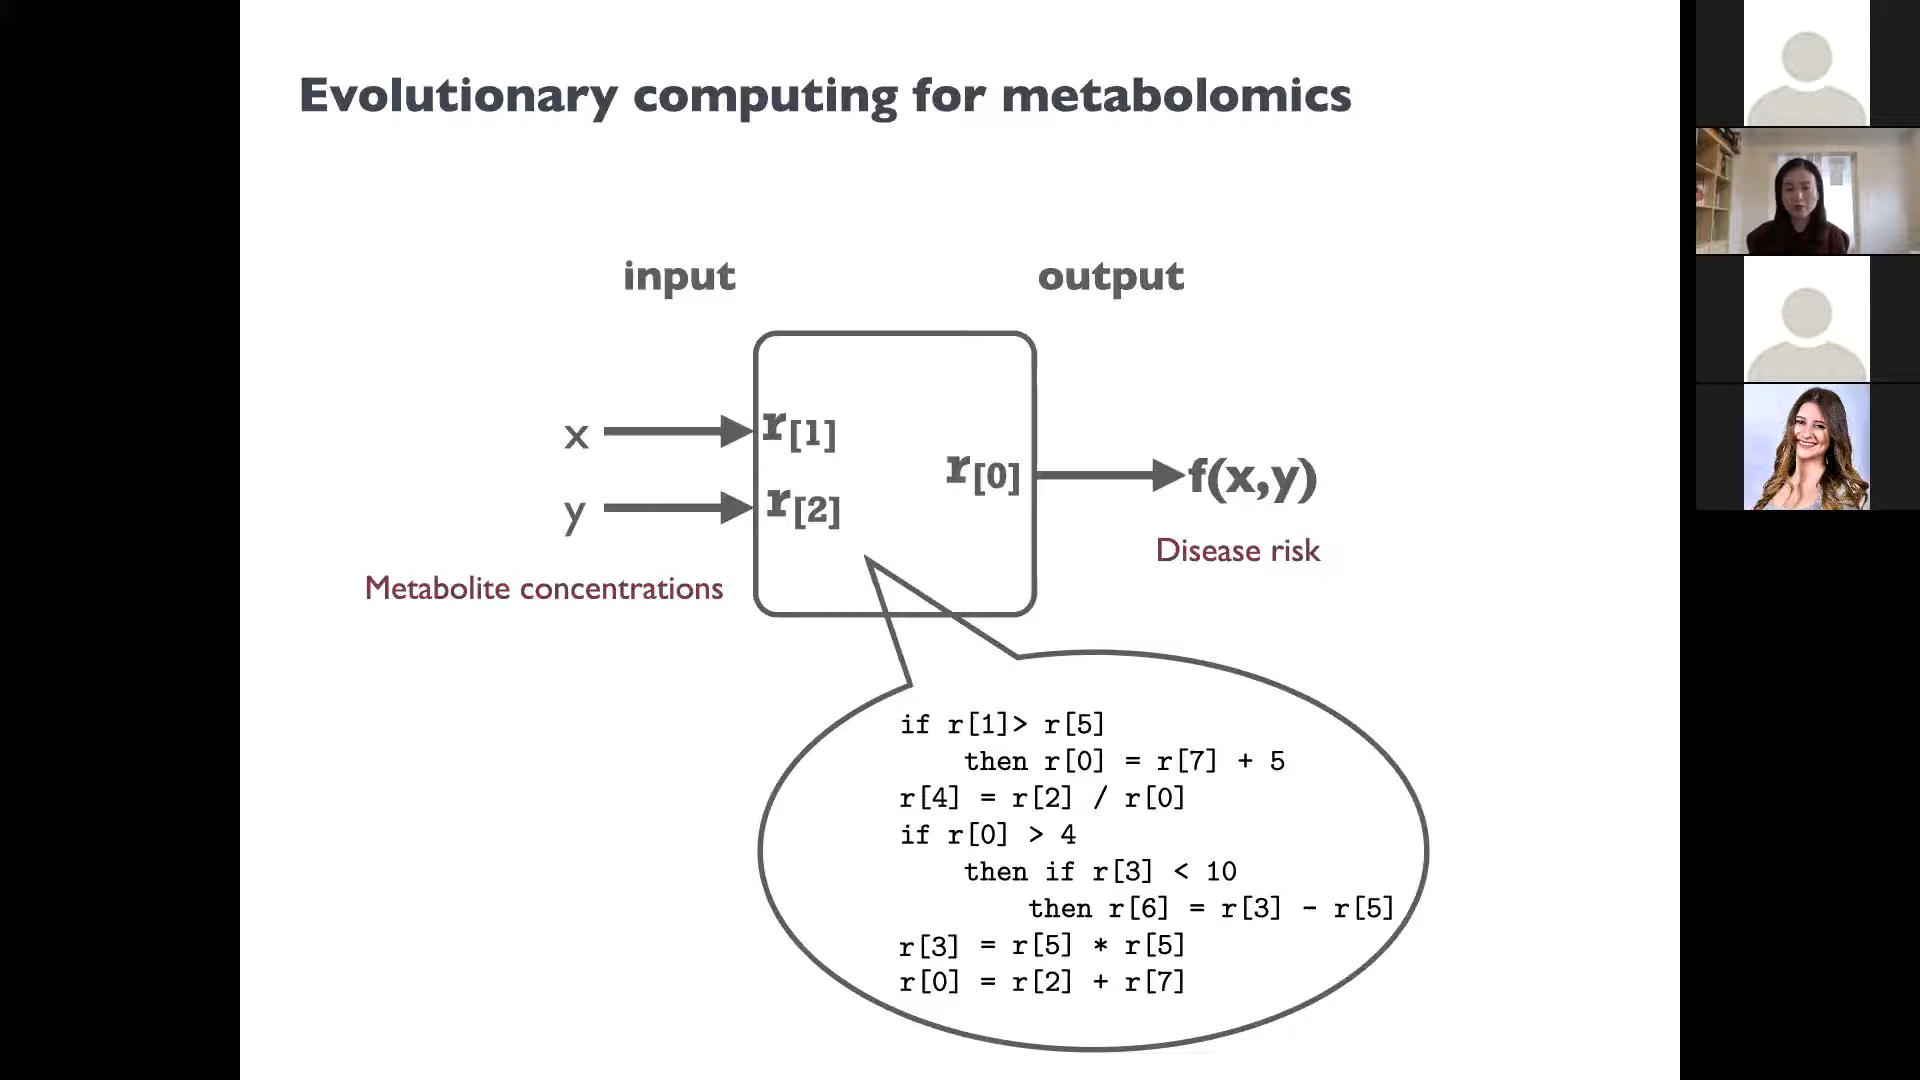 Evolutionary computing for metabolomics
input
output
x
r[1]
y
r[2]
r[0]
f(x,y)
Metabolite concentrations
Disease risk
if r[1]> r[5]
then r[0] = r[7] + 5
r[4] = r[2] / r[0]
if r[0] > 4
then if r[3] < 10
then r[6] = r[3] - r[5]
r[3] = r[5] * r[5]
r[0] = r[2] + r[7]